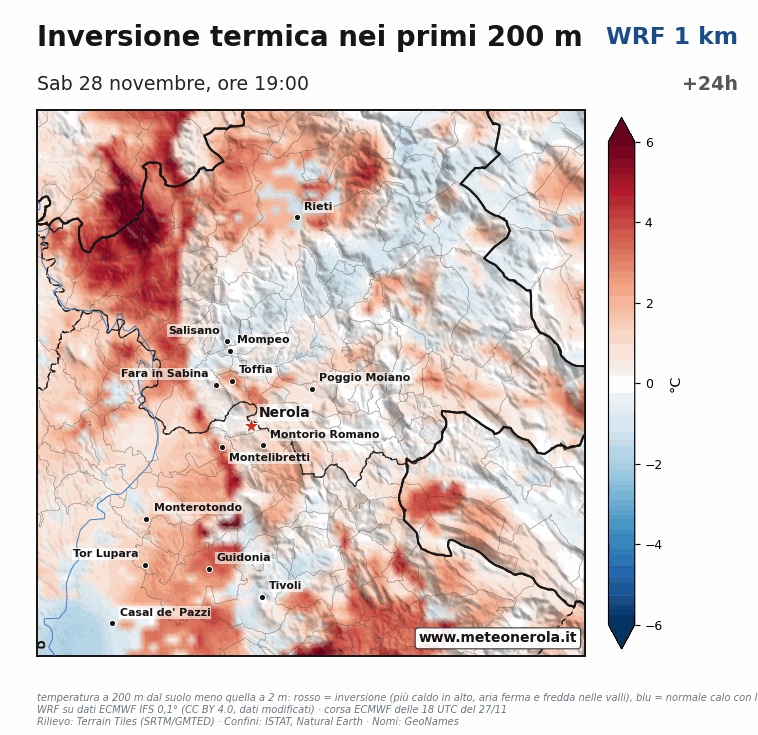 Inversione termica nei primi 200 m WRF 1 km
Sab 28 novembre, ore 19:00 +24h
Rieti
Salisano
Mompeo
Fara in Sabina
Toffia
Poggio Moiano
Nerola
Montorio Romano
Montelibretti
Monterotondo
Tor Lupara
Guidonia
Tivoli
Casal de' Pazzi
www.meteonerola.it
6
4
2
0
−2
−4
−6
°C
temperatura a 200 m dal suolo meno quella a 2 m: rosso = inversione (più caldo in alto, aria ferma e fredda nelle valli), blu = normale calo con
WRF su dati ECMWF IFS 0,1° (CC BY 4.0, dati modificati) · corsa ECMWF delle 18 UTC del 27/11
Rilievo: Terrain Tiles (SRTM/GMTED) · Confini: ISTAT, Natural Earth · Nomi: GeoNames